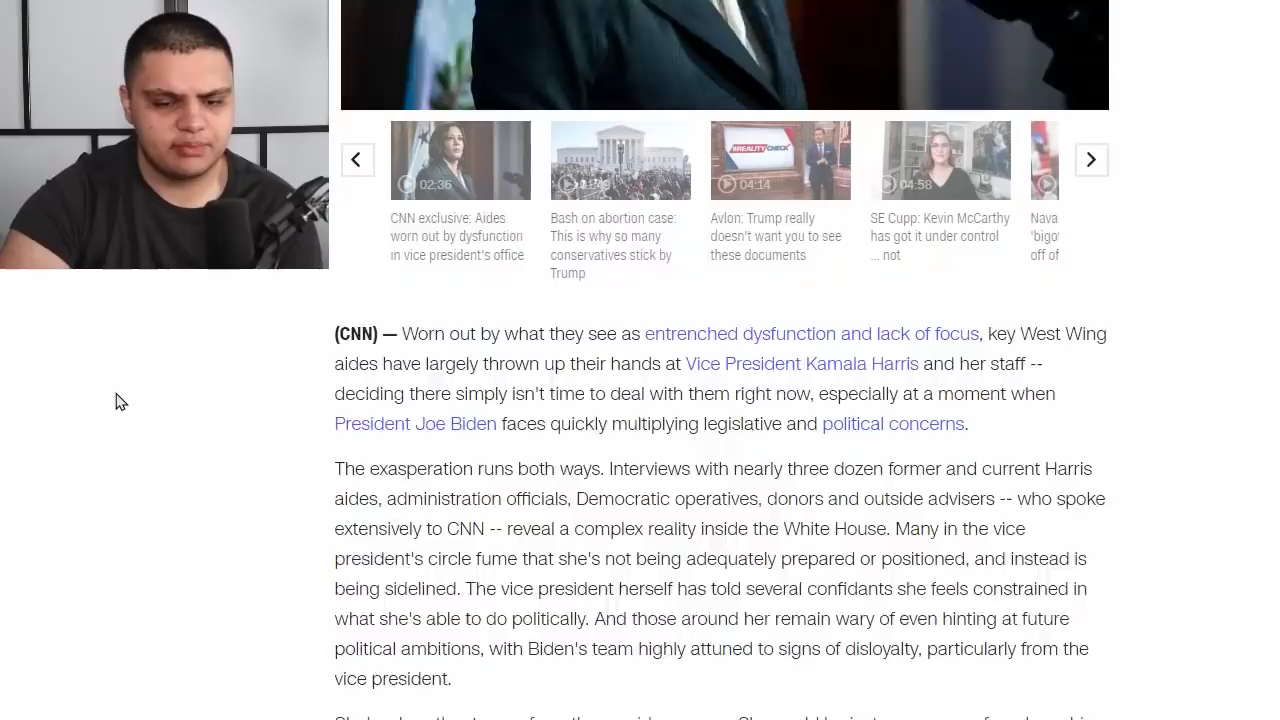 02:36
04:14
#REALITYCHECK
04:58
CNN exclusive: Aides
worn out by dysfunction
in vice president's office
Bash on abortion case:
This is why so many
conservatives stick by
Trump
Avlon: Trump really
doesn't want you to see
these documents
SE Cupp: Kevin McCarthy
has got it under control
... not
Nava
'bigo
off of
(CNN) — Worn out by what they see as entrenched dysfunction and lack of focus, key West Wing
aides have largely thrown up their hands at Vice President Kamala Harris and her staff --
deciding there simply isn't time to deal with them right now, especially at a moment when
President Joe Biden faces quickly multiplying legislative and political concerns.
The exasperation runs both ways. Interviews with nearly three dozen former and current Harris
aides, administration officials, Democratic operatives, donors and outside advisers -- who spoke
extensively to CNN -- reveal a complex reality inside the White House. Many in the vice
president's circle fume that she's not being adequately prepared or positioned, and instead is
being sidelined. The vice president herself has told several confidants she feels constrained in
what she's able to do politically. And those around her remain wary of even hinting at future
political ambitions, with Biden's team highly attuned to signs of disloyalty, particularly from the
vice president.